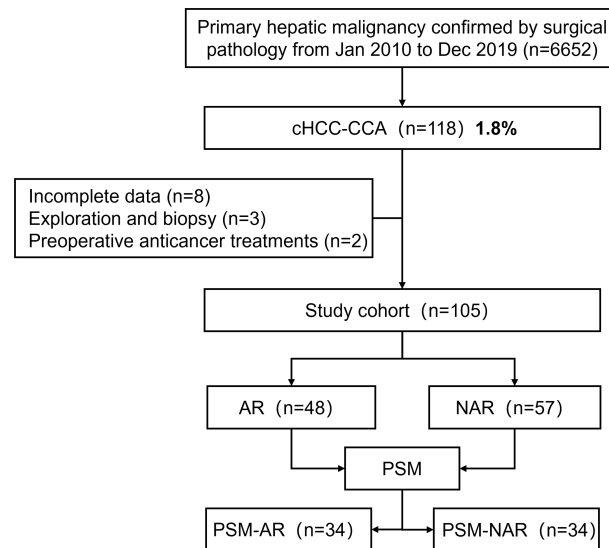 Primary hepatic malignancy confirmed by surgical
pathology from Jan 2010 to Dec 2019 (n=6652)
cHCC-CCA (n=118) 1.8%
Incomplete data (n=8)
Exploration and biopsy (n=3)
Preoperative anticancer treatments (n=2)
Study cohort (n=105)
AR (n=48)
NAR (n=57)
PSM
PSM-AR (n=34)
PSM-NAR (n=34)